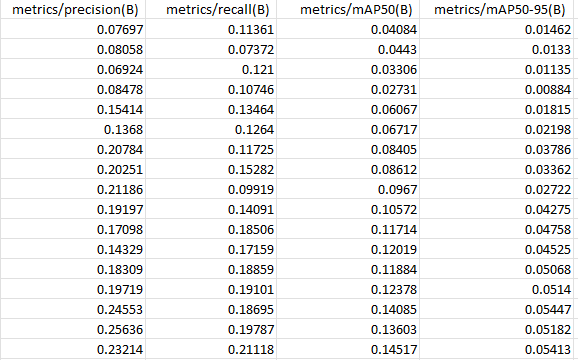 metrics/precision(B) metrics/recall(B) metrics/mAP50(B) metrics/mAP50-95(B)
0.07697 0.11361 0.04084 0.01462
0.08058 0.07372 0.0443 0.0133
0.06924 0.121 0.03306 0.01135
0.08478 0.10746 0.02731 0.00884
0.15414 0.13464 0.06067 0.01815
0.1368 0.1264 0.06717 0.02198
0.20784 0.11725 0.08405 0.03786
0.20251 0.15282 0.08612 0.03362
0.21186 0.09919 0.0967 0.02722
0.19197 0.14091 0.10572 0.04275
0.17098 0.18506 0.11714 0.04758
0.14329 0.17159 0.12019 0.04525
0.18309 0.18859 0.11884 0.05068
0.19719 0.19101 0.12378 0.0514
0.24553 0.18695 0.14085 0.05447
0.25636 0.19787 0.13603 0.05182
0.23214 0.21118 0.14517 0.05413